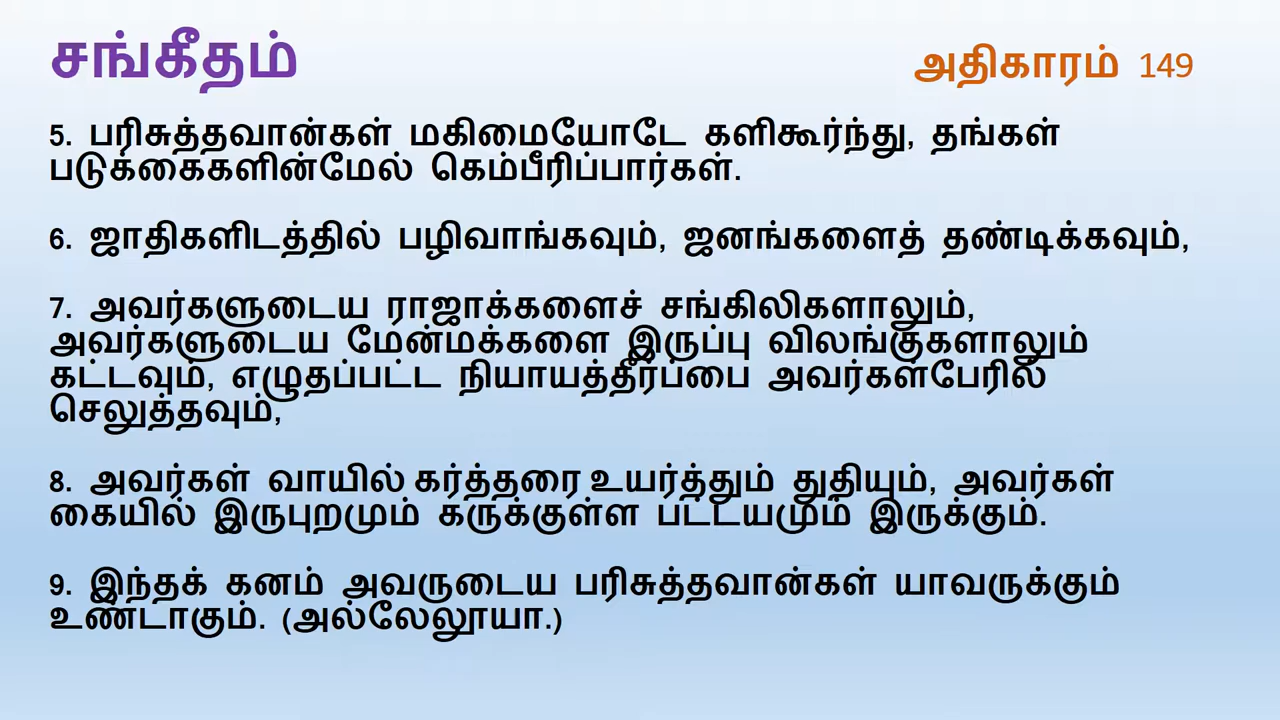 சங்கீதம்
அதிகாரம் 149
5. பரிசுத்தவான்கள் மகிமையோடே களிகூர்ந்து, தங்கள்
படுக்கைகளின்மேல் கெம்பீரிப்பார்கள்.
6. ஜாதிகளிடத்தில் பழிவாங்கவும், ஜனங்களைத் தண்டிக்கவும்,
7. அவர்களுடைய ராஜாக்களைச் சங்கிலிகளாலும்,
அவர்களுடைய மேன்மக்களை இருப்பு விலங்குகளாலும்
கட்டவும், எழுதப்பட்ட நியாயத்தீர்ப்பை அவர்கள்பேரில்
செலுத்தவும்,
8. அவர்கள் வாயில் கர்த்தரை உயர்த்தும் துதியும், அவர்கள்
கையில் இருபுறமும் கருக்குள்ள பட்டயமும் இருக்கும்.
9. இந்தக் கனம் அவருடைய பரிசுத்தவான்கள் யாவருக்கும்
உண்டாகும். (அல்லேலூயா.)